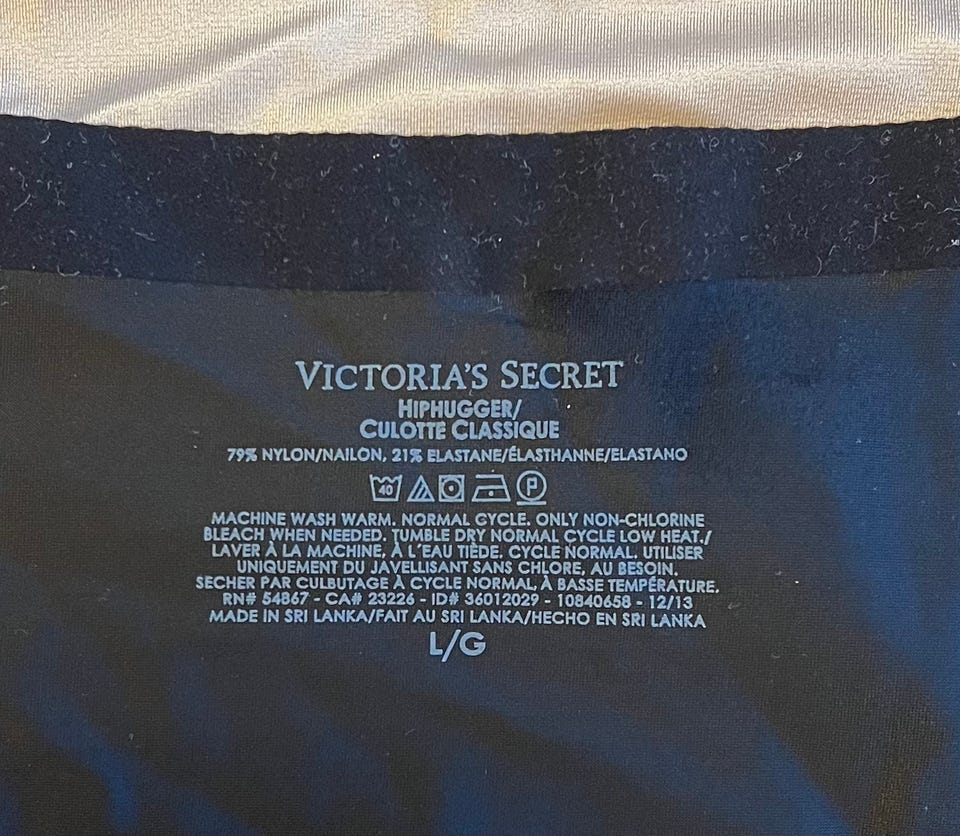 VICTORIA'S SECRET
HIPHUGGER/
CULOTTE CLASSIQUE
79% NYLON/NAILON, 21% ELASTANE/ÉLASTHANNE/ELASTANO
40 P
MACHINE WASH WARM. NORMAL CYCLE. ONLY NON-CHLORINE
BLEACH WHEN NEEDED. TUMBLE DRY NORMAL CYCLE LOW HEAT./
LAVER À LA MACHINE, À L'EAU TIÈDE, CYCLE NORMAL. UTILISER
UNIQUEMENT DU JAVELLISANT SANS CHLORE, AU BESOIN.
SECHER PAR CULBUTAGE À CYCLE NORMAL, À BASSE TEMPÉRATURE.
RN# 54867 - CA# 23226 - ID# 36012029 - 10840658 - 12/13
MADE IN SRI LANKA/FAIT AU SRI LANKA/HECHO EN SRI LANKA
L/G